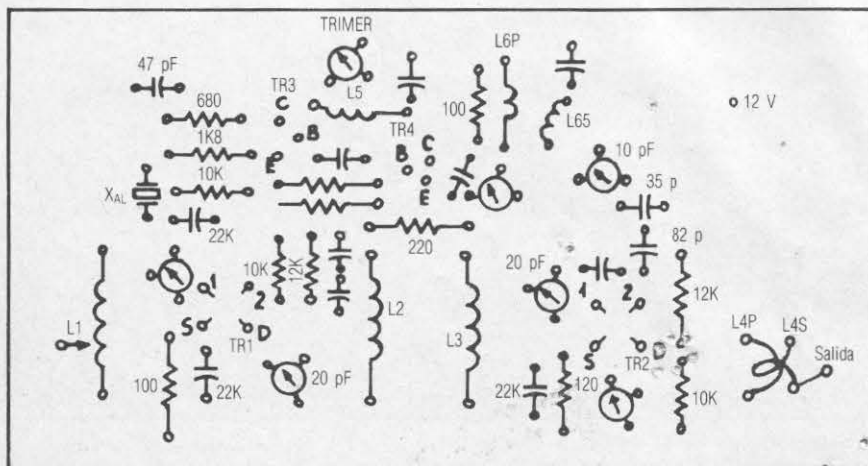 TRIMER
47 pF
TR3
C
L5
L6P
680
B
TR4
100
L65
12 V
1K8
E
C
B
10 pF
10K
XAL
E
35 p
22K
220
82 p
10K
12K
20 pF
1
2
1
2
12K
L1
S
D
L2
L3
S
D
L4P
L4S
TR1
TR2
Salida
100
22K
20 pF
22K
120
10K